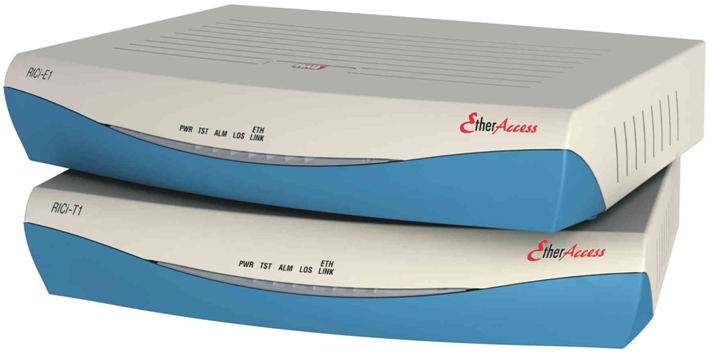 RICi-E1
PWR TST ALM LOS ETH LINK
EtherAccess
RICi-T1
PWR TST ALM LOS ETH LINK
EtherAccess